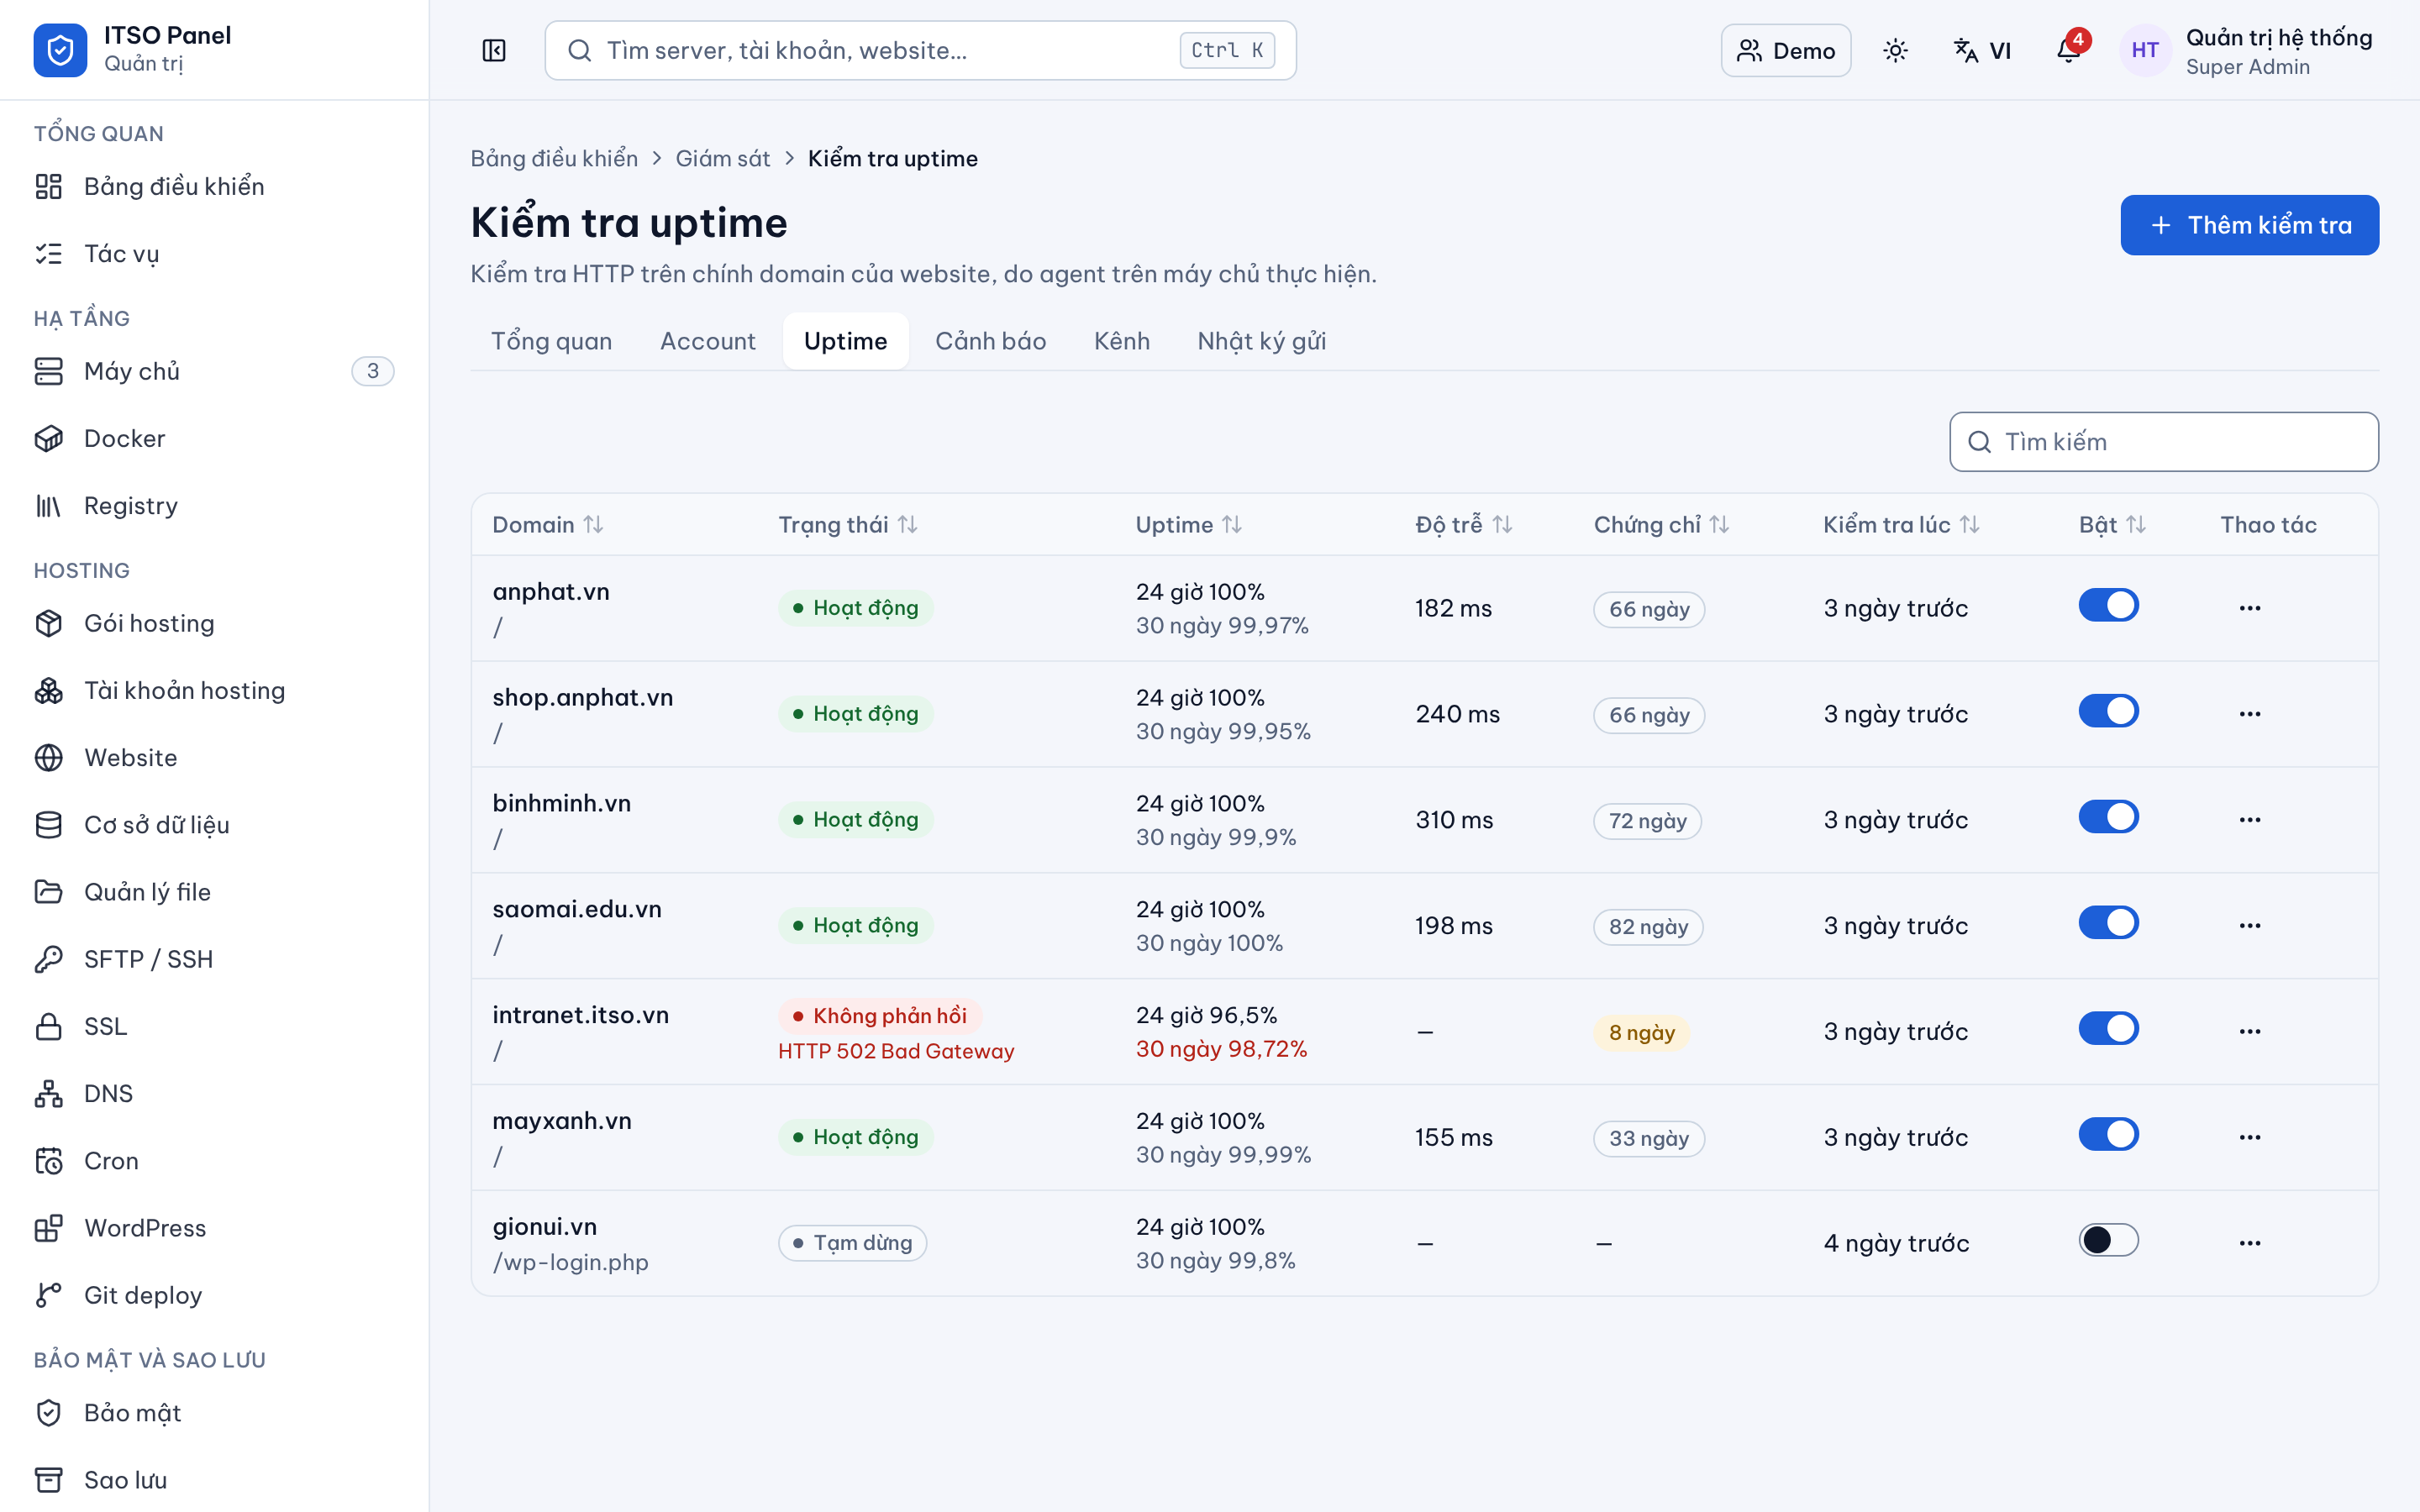 ITSO Panel
Quản trị
Tìm server, tài khoản, website...
Ctrl K
Demo
VI
4
HT
Quản trị hệ thống
Super Admin
TỔNG QUAN
Bảng điều khiển
Tác vụ
HẠ TẦNG
Máy chủ
3
Docker
Registry
HOSTING
Gói hosting
Tài khoản hosting
Website
Cơ sở dữ liệu
Quản lý file
SFTP / SSH
SSL
DNS
Cron
WordPress
Git deploy
BẢO MẬT VÀ SAO LƯU
Bảo mật
Sao lưu
Bảng điều khiển > Giám sát > Kiểm tra uptime
Kiểm tra uptime
Kiểm tra HTTP trên chính domain của website, do agent trên máy chủ thực hiện.
Thêm kiểm tra
Tổng quan Account Uptime Cảnh báo Kênh Nhật ký gửi
Tìm kiếm
Domain Trạng thái Uptime Độ trễ Chứng chỉ Kiểm tra lúc Bật Thao tác
anphat.vn
/
Hoạt động
24 giờ 100%
30 ngày 99,97%
182 ms
66 ngày
3 ngày trước
shop.anphat.vn
/
Hoạt động
24 giờ 100%
30 ngày 99,95%
240 ms
66 ngày
3 ngày trước
binhminh.vn
/
Hoạt động
24 giờ 100%
30 ngày 99,9%
310 ms
72 ngày
3 ngày trước
saomai.edu.vn
/
Hoạt động
24 giờ 100%
30 ngày 100%
198 ms
82 ngày
3 ngày trước
intranet.itso.vn
/
Không phản hồi
HTTP 502 Bad Gateway
24 giờ 96,5%
30 ngày 98,72%
–
8 ngày
3 ngày trước
mayxanh.vn
/
Hoạt động
24 giờ 100%
30 ngày 99,99%
155 ms
33 ngày
3 ngày trước
gionui.vn
/wp-login.php
Tạm dừng
24 giờ 100%
30 ngày 99,8%
–
–
4 ngày trước